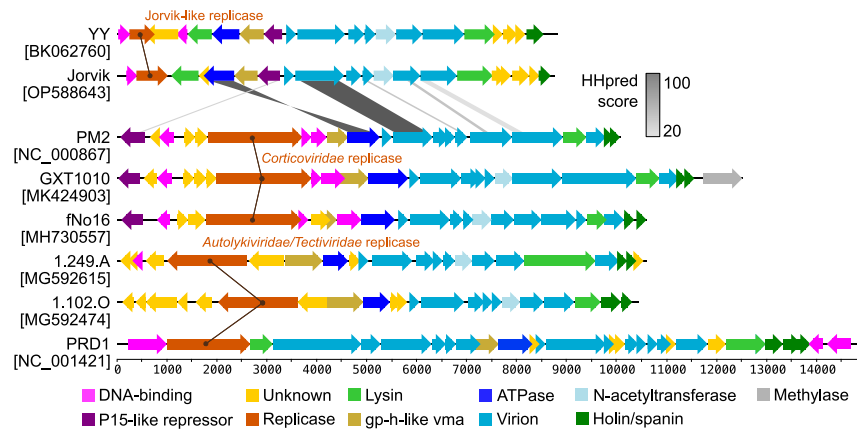 Jorvik-like replicase
YY
[BK062760]
Jorvik
[OP588643]
HHpred
score
100
20
PM2
[NC_000867]
Corticoviridae replicase
GXT1010
[MK424903]
fNo16
[MH730557]
Autolykiviridae/Tectiviridae replicase
1.249.A
[MG592615]
1.102.O
[MG592474]
PRD1
[NC_001421]
0 1000 2000 3000 4000 5000 6000 7000 8000 9000 10000 11000 12000 13000 14000
DNA-binding Unknown Lysin ATPase N-acetyltransferase Methylase
P15-like repressor Replicase gp-h-like vma Virion Holin/spanin